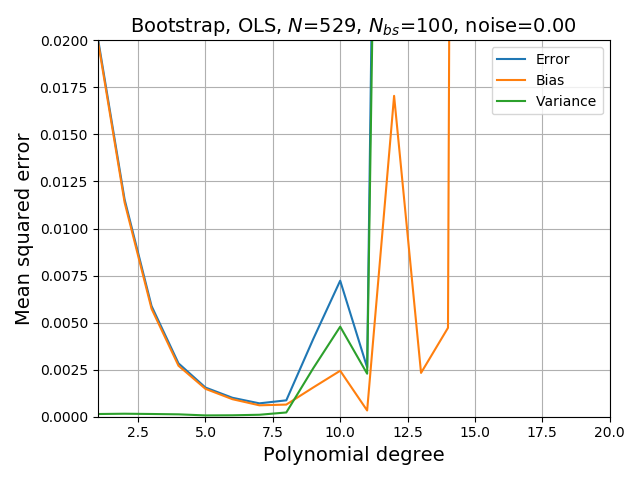 Bootstrap, OLS, N=529, N_bs=100, noise=0.00
Error
Bias
Variance
Mean squared error
0.0200
0.0175
0.0150
0.0125
0.0100
0.0075
0.0050
0.0025
0.0000
2.5 5.0 7.5 10.0 12.5 15.0 17.5 20.0
Polynomial degree